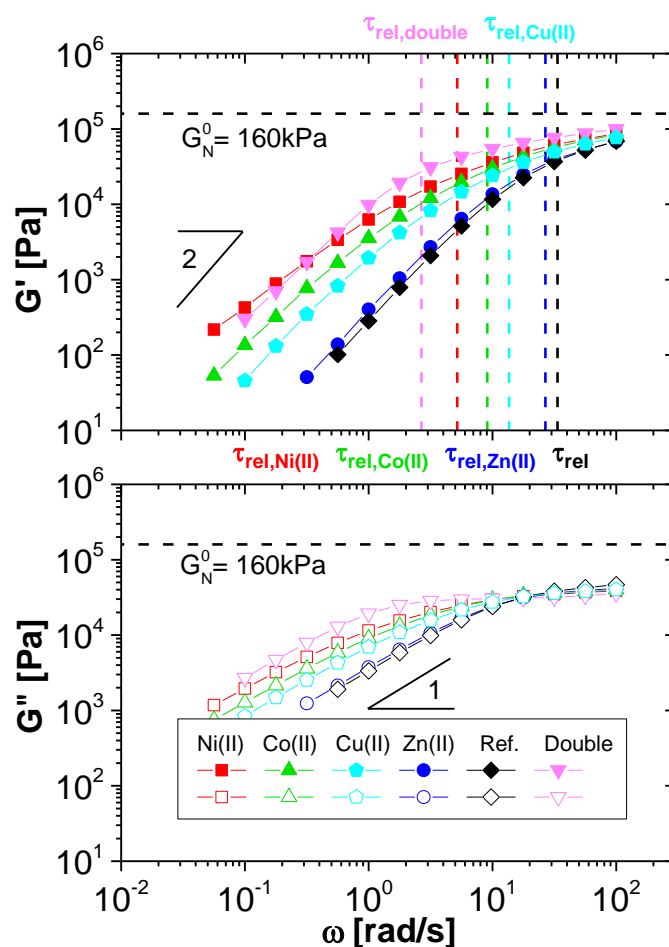 τrel,double τrel,Cu(II)
10⁶
10⁵
10⁴
10³
10²
10¹
G' [Pa]
G⁰N= 160kPa
2
τrel,Ni(II) τrel,Co(II) τrel,Zn(II) τrel
10⁶
10⁵
10⁴
10³
10²
10¹
G" [Pa]
G⁰N= 160kPa
1
Ni(II) Co(II) Cu(II) Zn(II) Ref. Double
10⁻² 10⁻¹ 10⁰ 10¹ 10²
ω [rad/s]